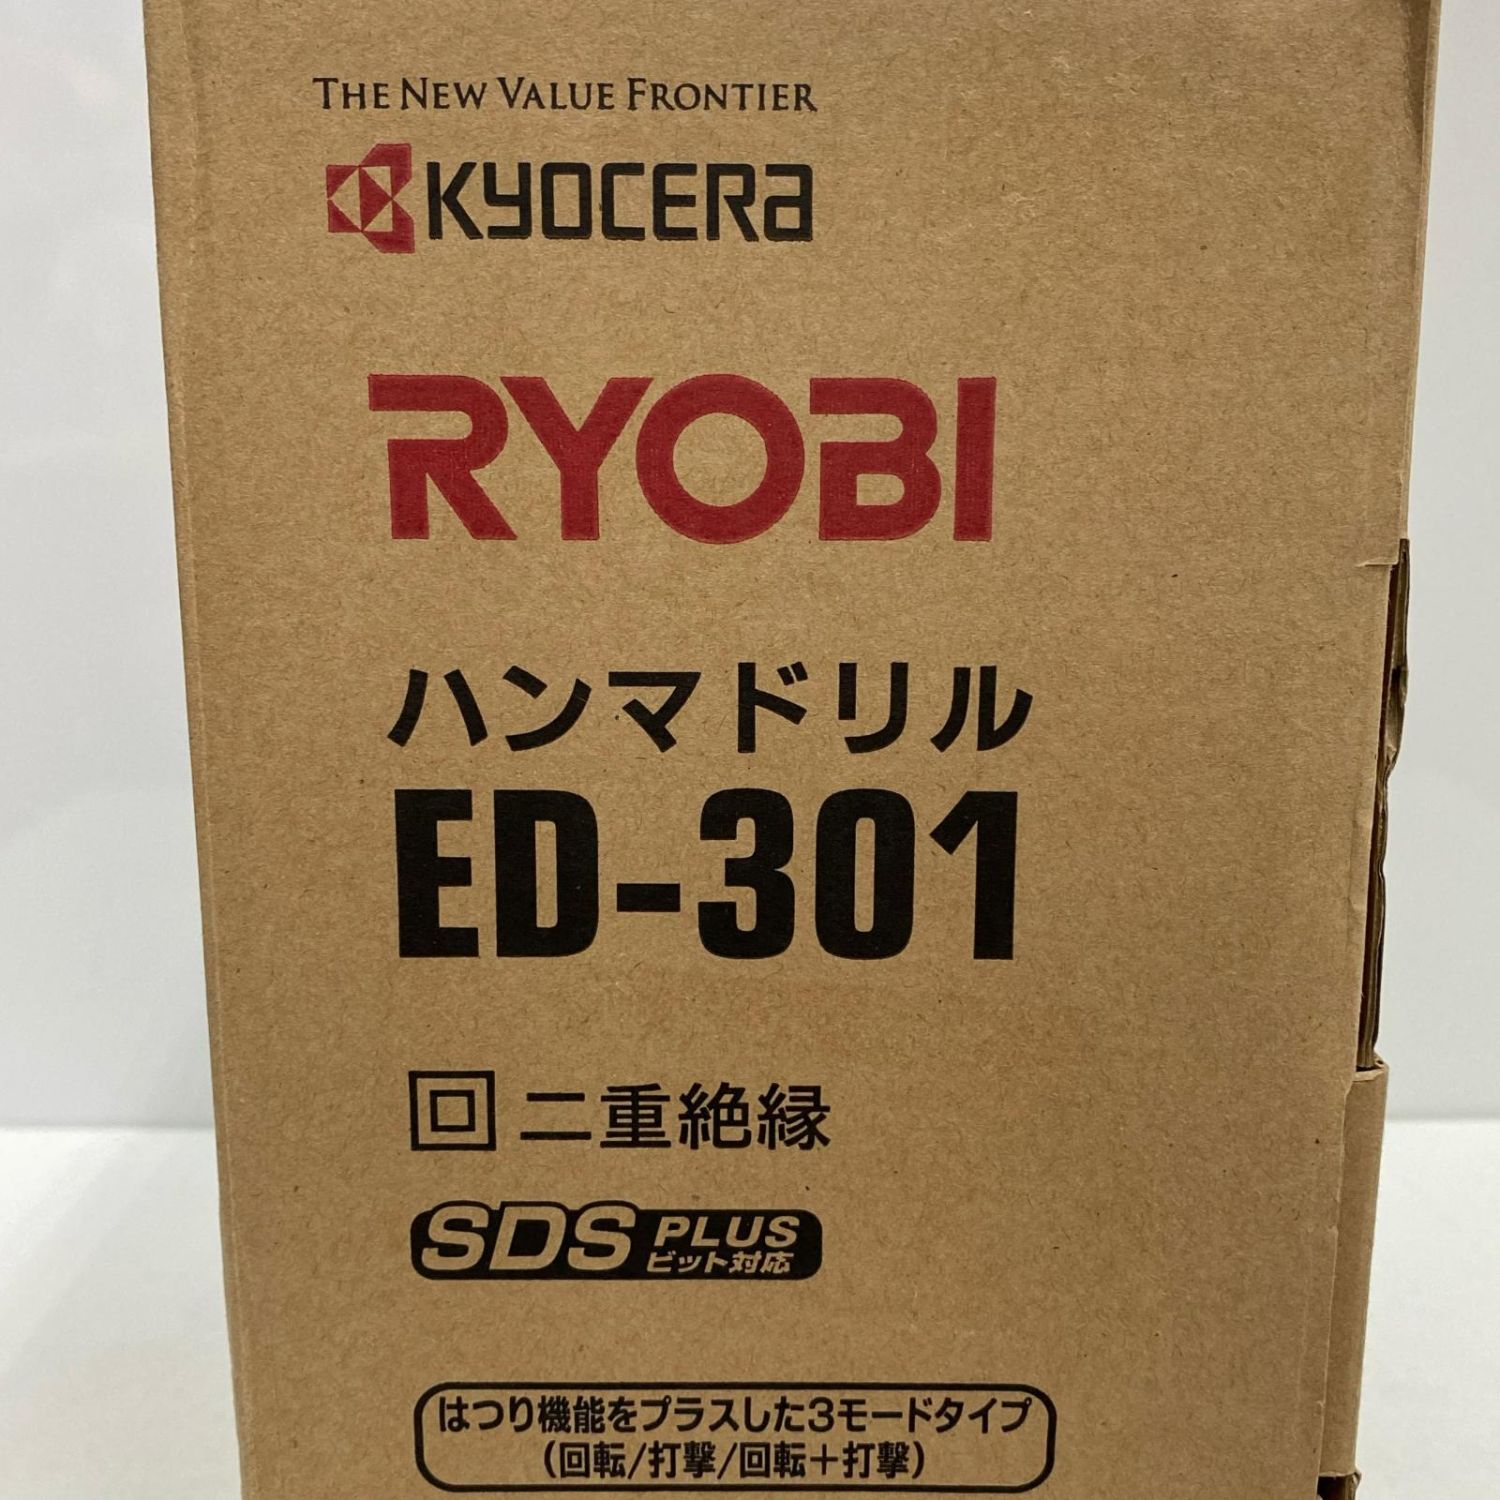 THE NEW VALUE FRONTIER
KYOCERA
RYOBI
ハンマドリル
ED-301
回 二重絶縁
SDS PLUS
ビット対応
はつり機能をプラスした3モードタイプ
(回転/打撃/回転＋打撃)